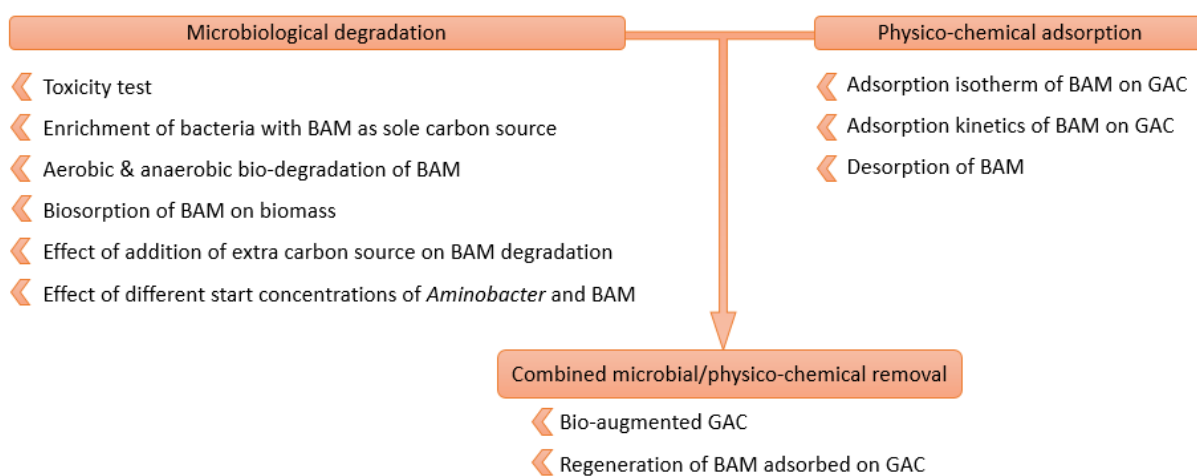 Microbiological degradation
Toxicity test
Enrichment of bacteria with BAM as sole carbon source
Aerobic & anaerobic bio-degradation of BAM
Biosorption of BAM on biomass
Effect of addition of extra carbon source on BAM degradation
Effect of different start concentrations of Aminobacter and BAM
Physico-chemical adsorption
Adsorption isotherm of BAM on GAC
Adsorption kinetics of BAM on GAC
Desorption of BAM
Combined microbial/physico-chemical removal
Bio-augmented GAC
Regeneration of BAM adsorbed on GAC